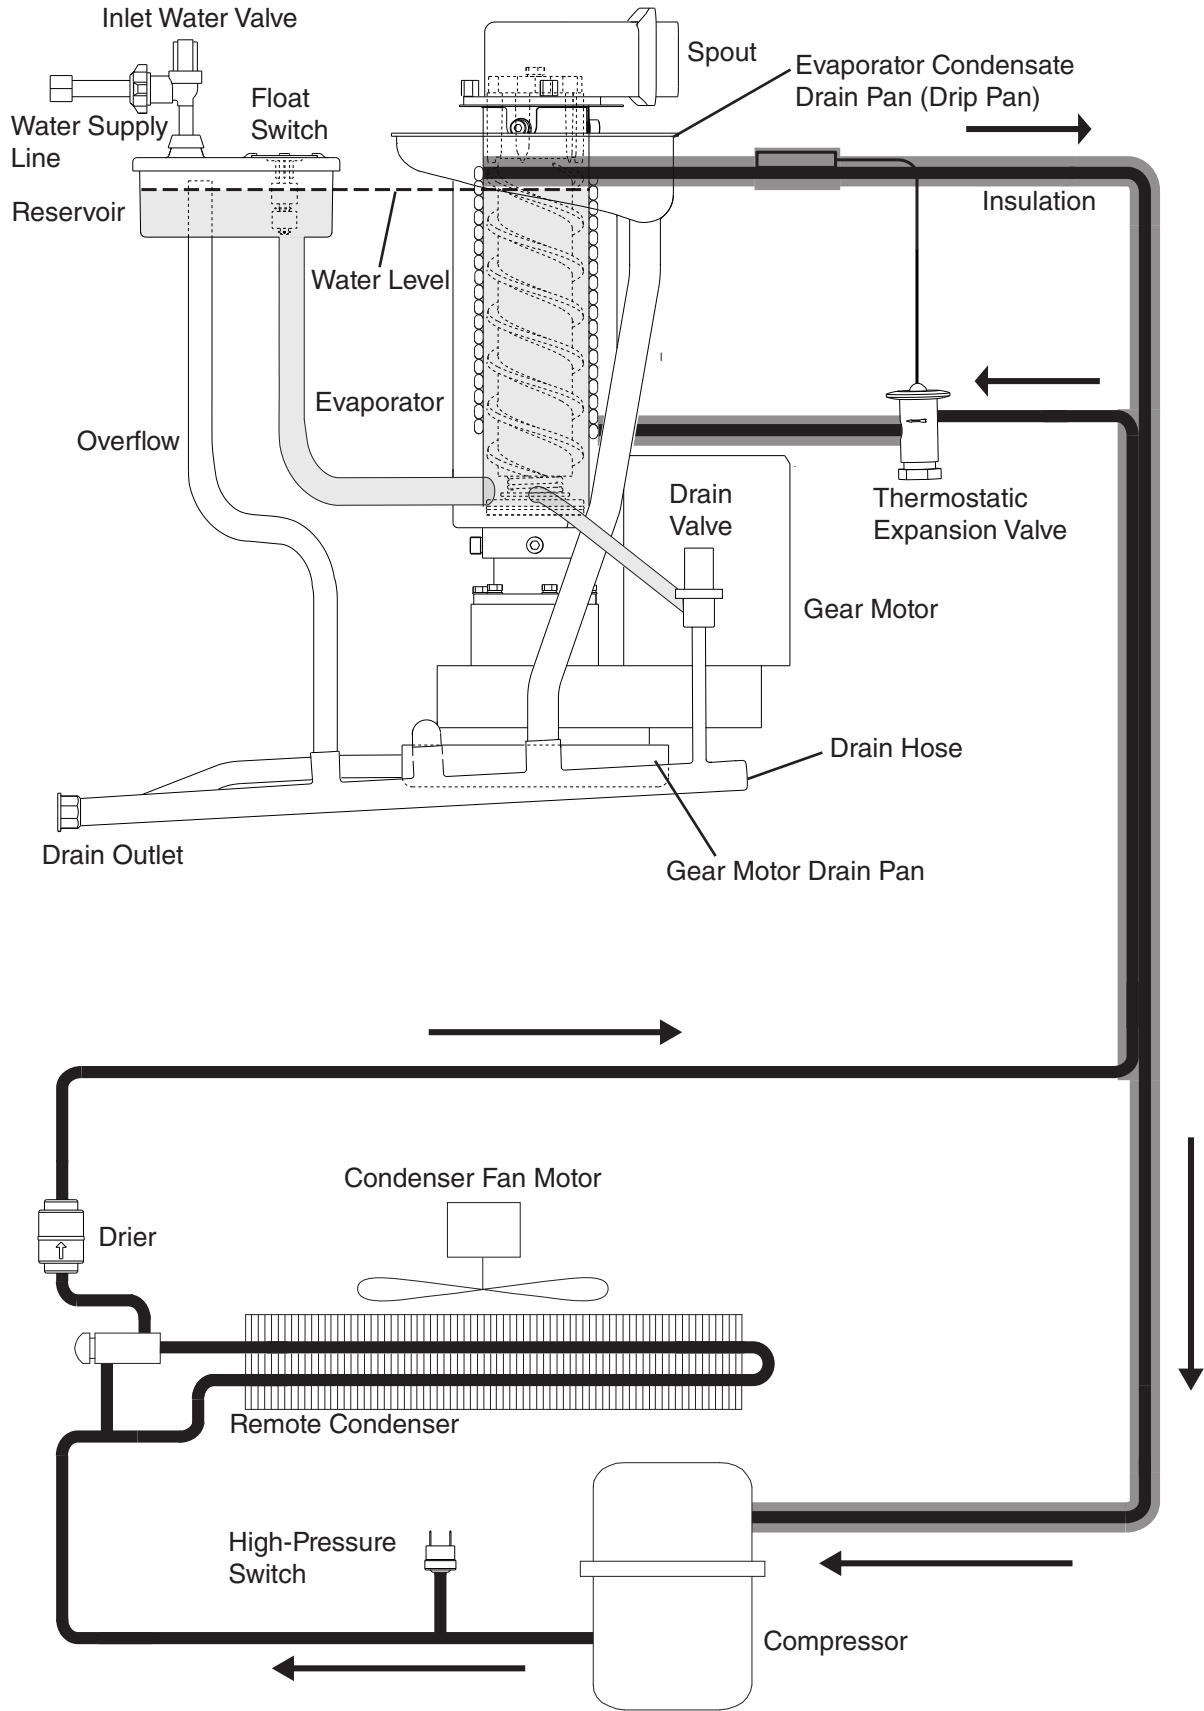 Inlet Water Valve
Spout
Evaporator Condensate
Drain Pan (Drip Pan)
Float
Switch
Water Supply
Line
Reservoir
Insulation
Water Level
Evaporator
Overflow
Drain
Valve
Thermostatic
Expansion Valve
Gear Motor
Drain Hose
Drain Outlet
Gear Motor Drain Pan
Condenser Fan Motor
Drier
Remote Condenser
High-Pressure
Switch
Compressor